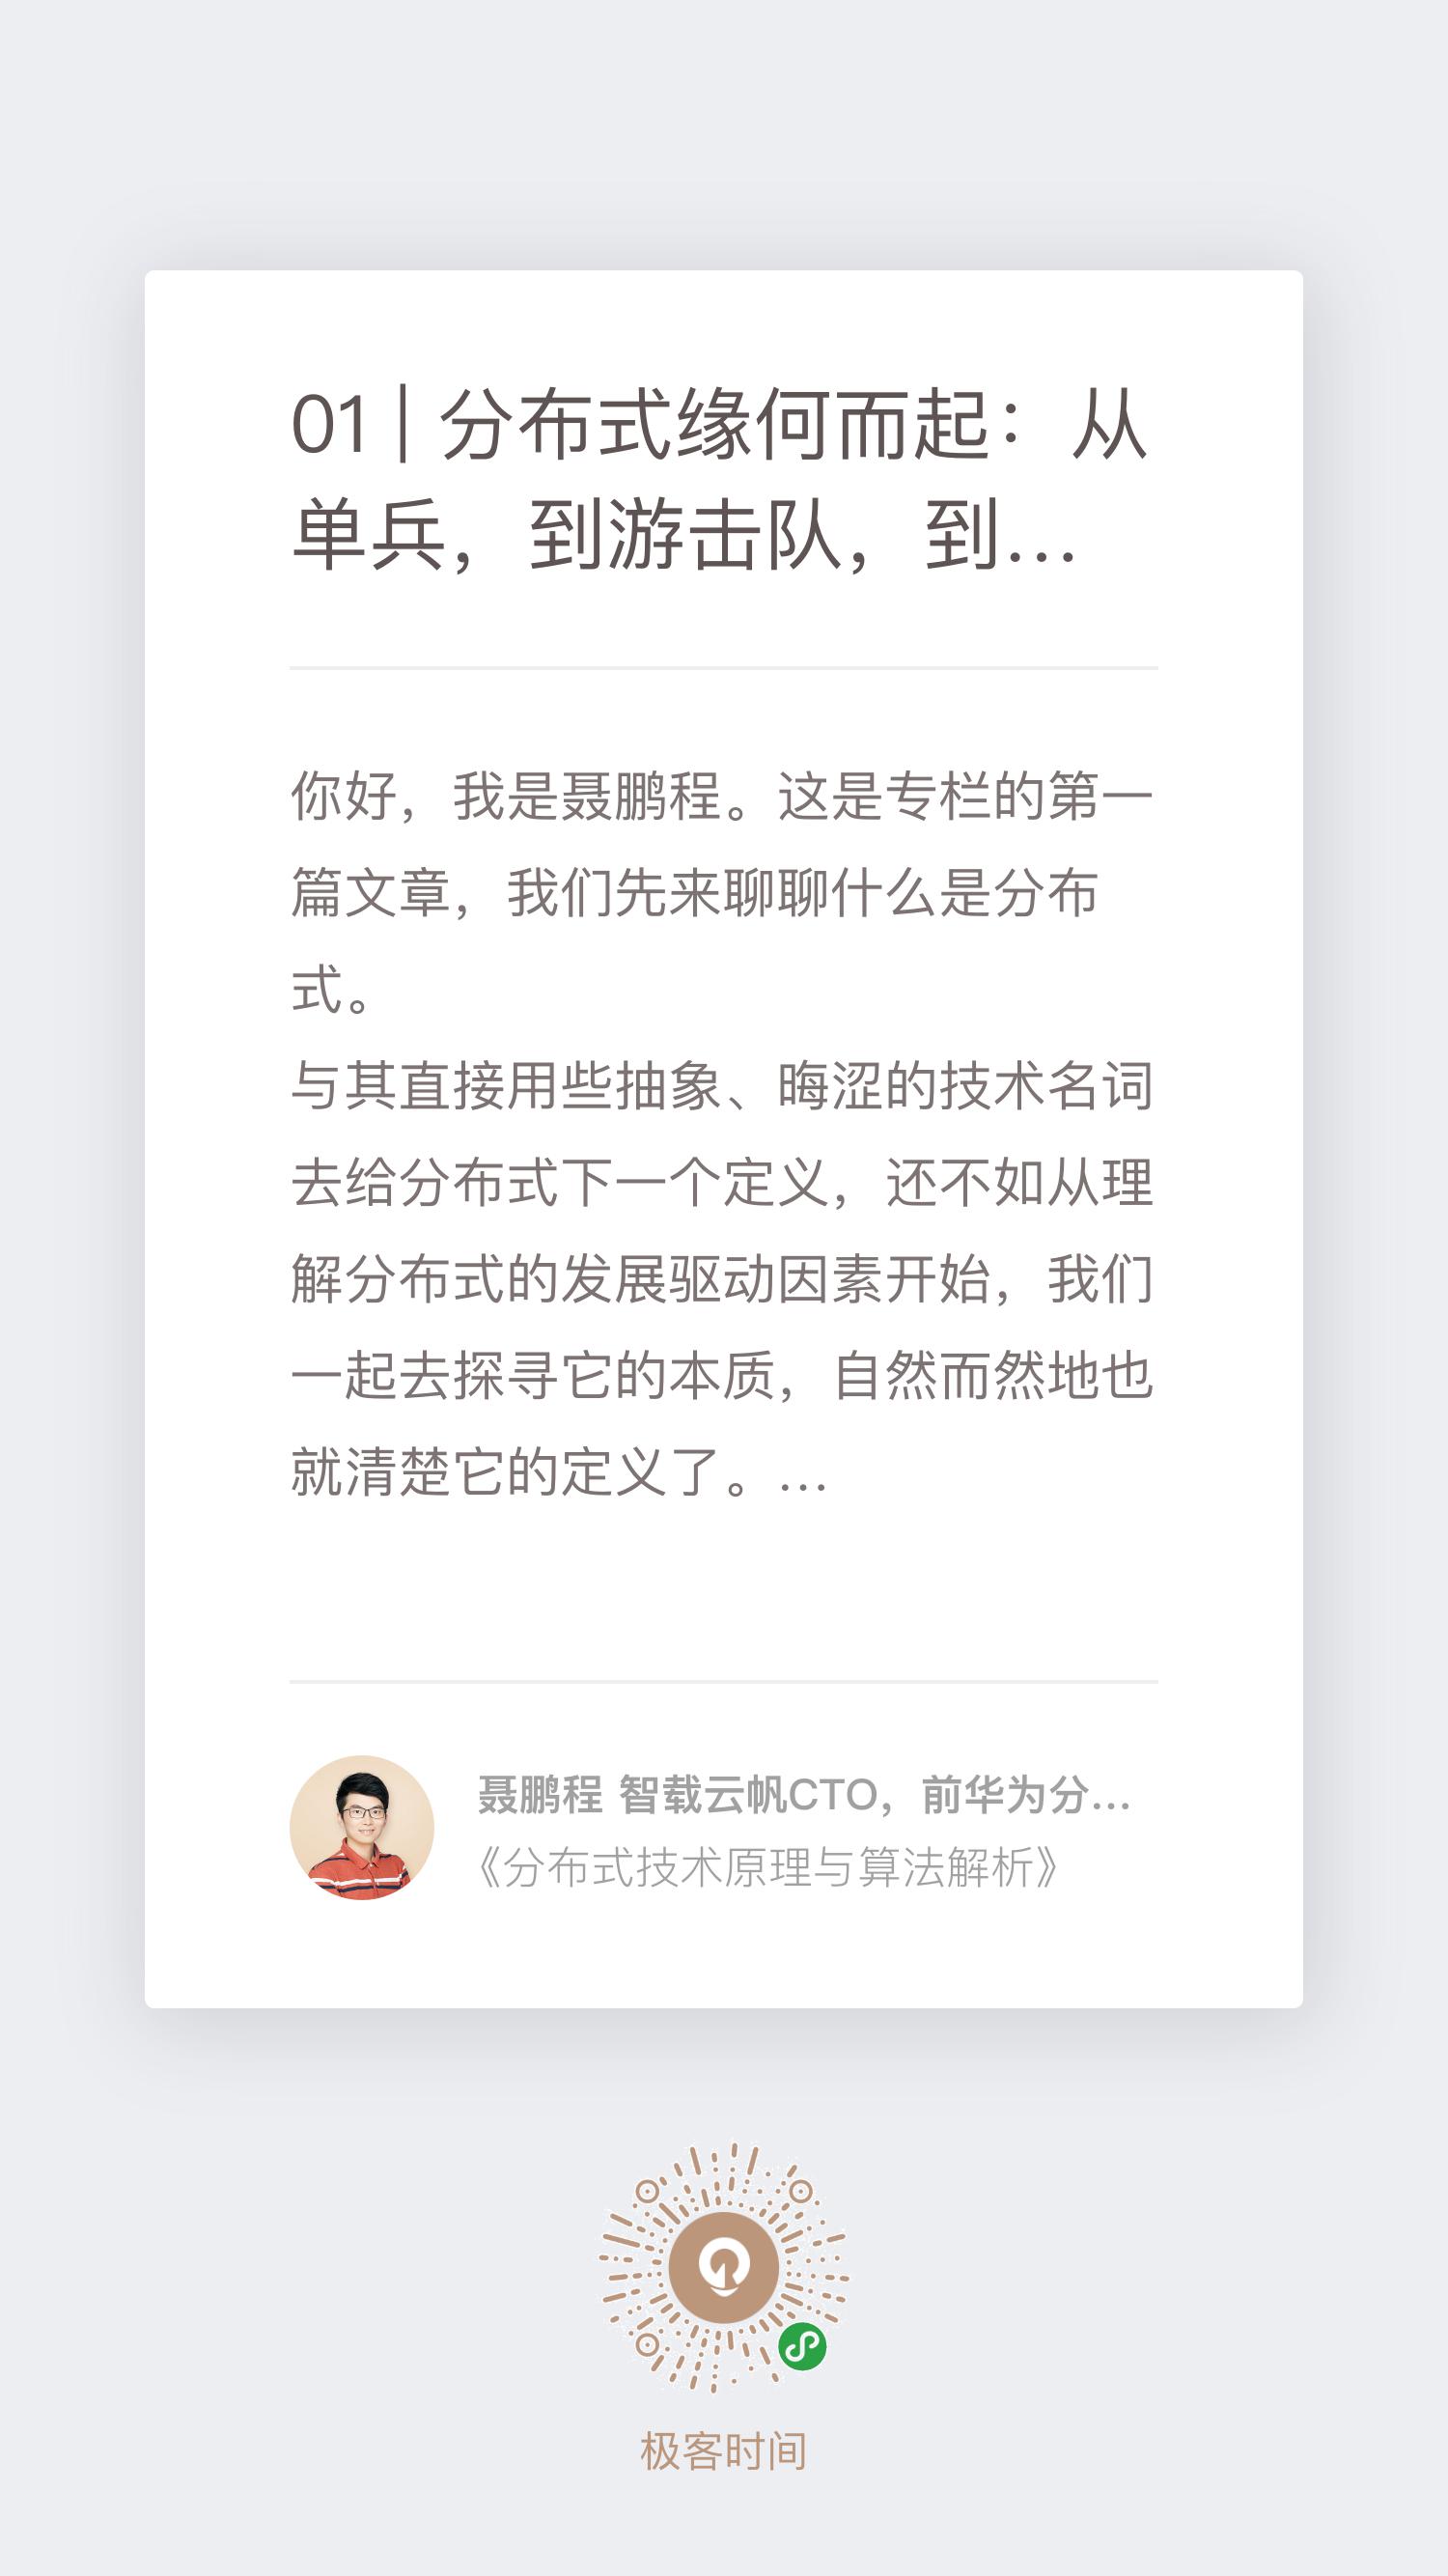 01 | 分布式缘何而起：从
单兵，到游击队，到...
你好，我是聂鹏程。这是专栏的第一
篇文章，我们先来聊聊什么是分布
式。
与其直接用些抽象、晦涩的技术名词
去给分布式下一个定义，还不如从理
解分布式的发展驱动因素开始，我们
一起去探寻它的本质，自然而然地也
就清楚它的定义了。...
聂鹏程 智载云帆CTO，前华为分...
《分布式技术原理与算法解析》
极客时间